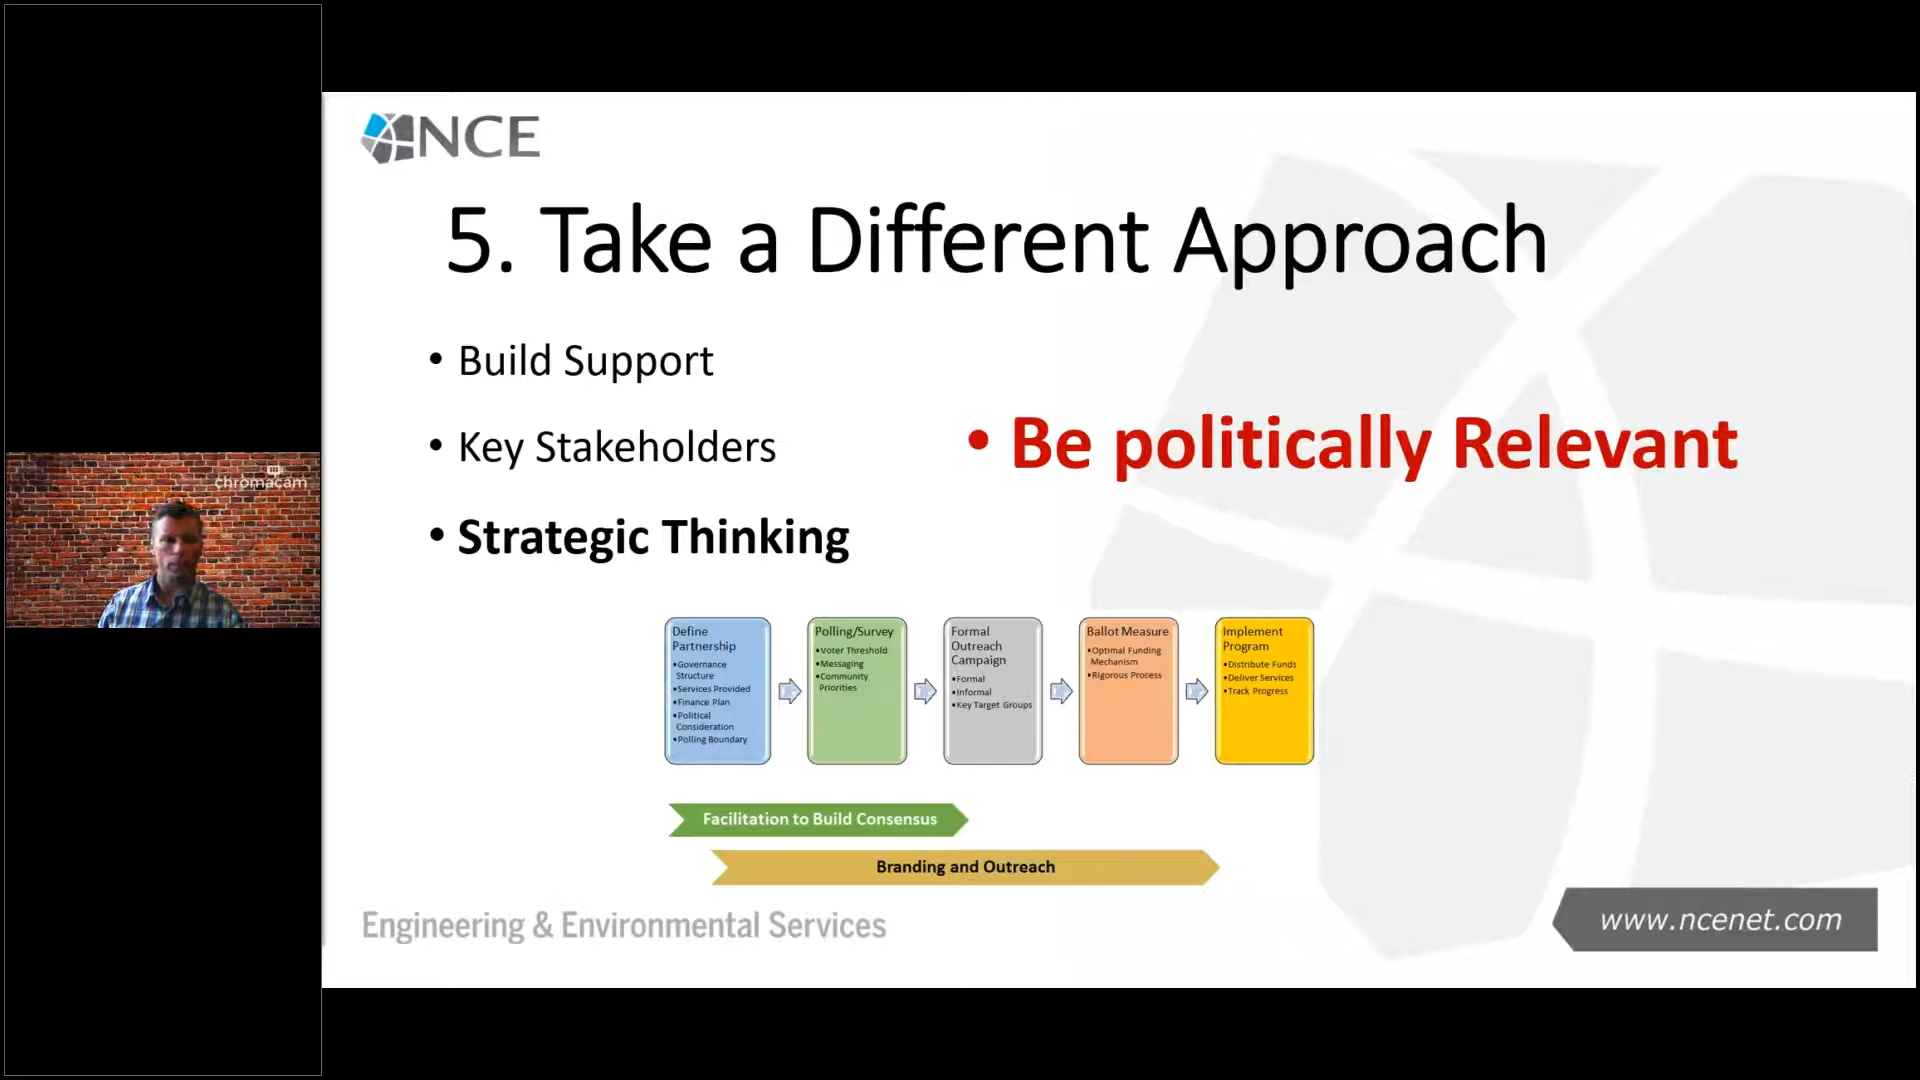 NCE
5. Take a Different Approach
• Build Support
• Key Stakeholders
• Strategic Thinking
• Be politically Relevant
chromacam
Define
Partnership
•Governance
Structure
•Services Provided
•Finance Plan
•Political
Consideration
•Polling Boundary
Polling/Survey
•Voter Threshold
•Messaging
•Community
Priorities
Formal
Outreach
Campaign
•Formal
•Informal
•Key Target Groups
Ballot Measure
•Optimal Funding
Mechanism
•Rigorous Process
Implement
Program
•Distribute Funds
•Deliver Services
•Track Progress
Facilitation to Build Consensus
Branding and Outreach
Engineering & Environmental Services
www.ncenet.com